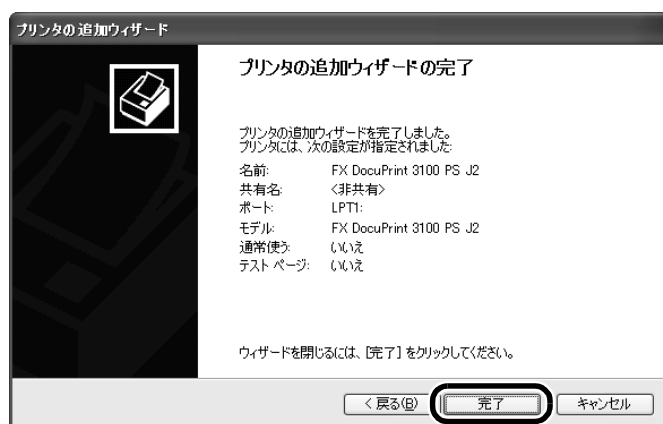 プリンタの追加ウィザード
プリンタの追加ウィザードの完了
プリンタの追加ウィザードを完了しました。
プリンタには、次の設定が指定されました:
名前: FX DocuPrint 3100 PS J2
共有名: <非共有>
ポート: LPT1:
モデル: FX DocuPrint 3100 PS J2
通常使う: いいえ
テスト ページ: いいえ
ウィザードを閉じるには、[完了] をクリックしてください。
< 戻る(B) 完了 キャンセル